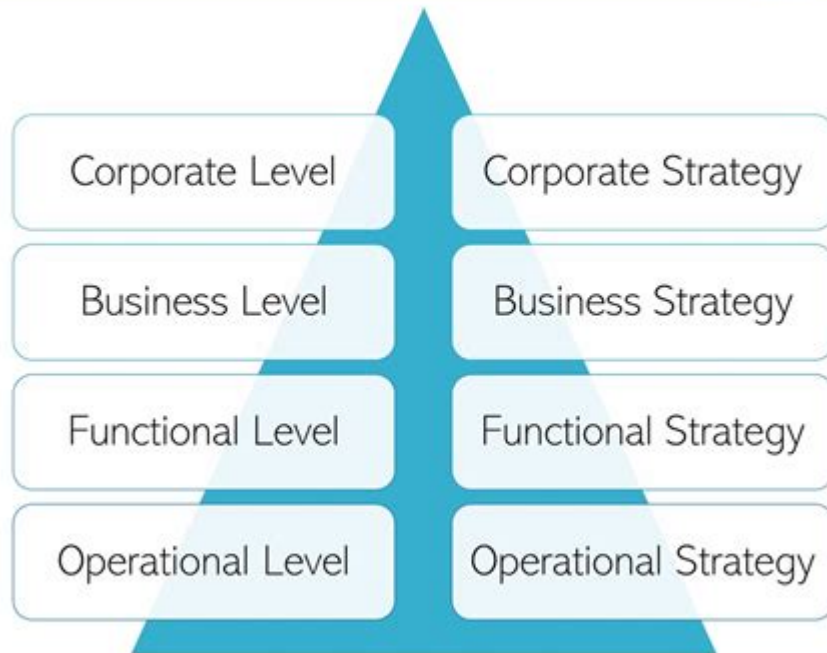 Corporate Level
Corporate Strategy
Business Level
Business Strategy
Functional Level
Functional Strategy
Operational Level
Operational Strategy